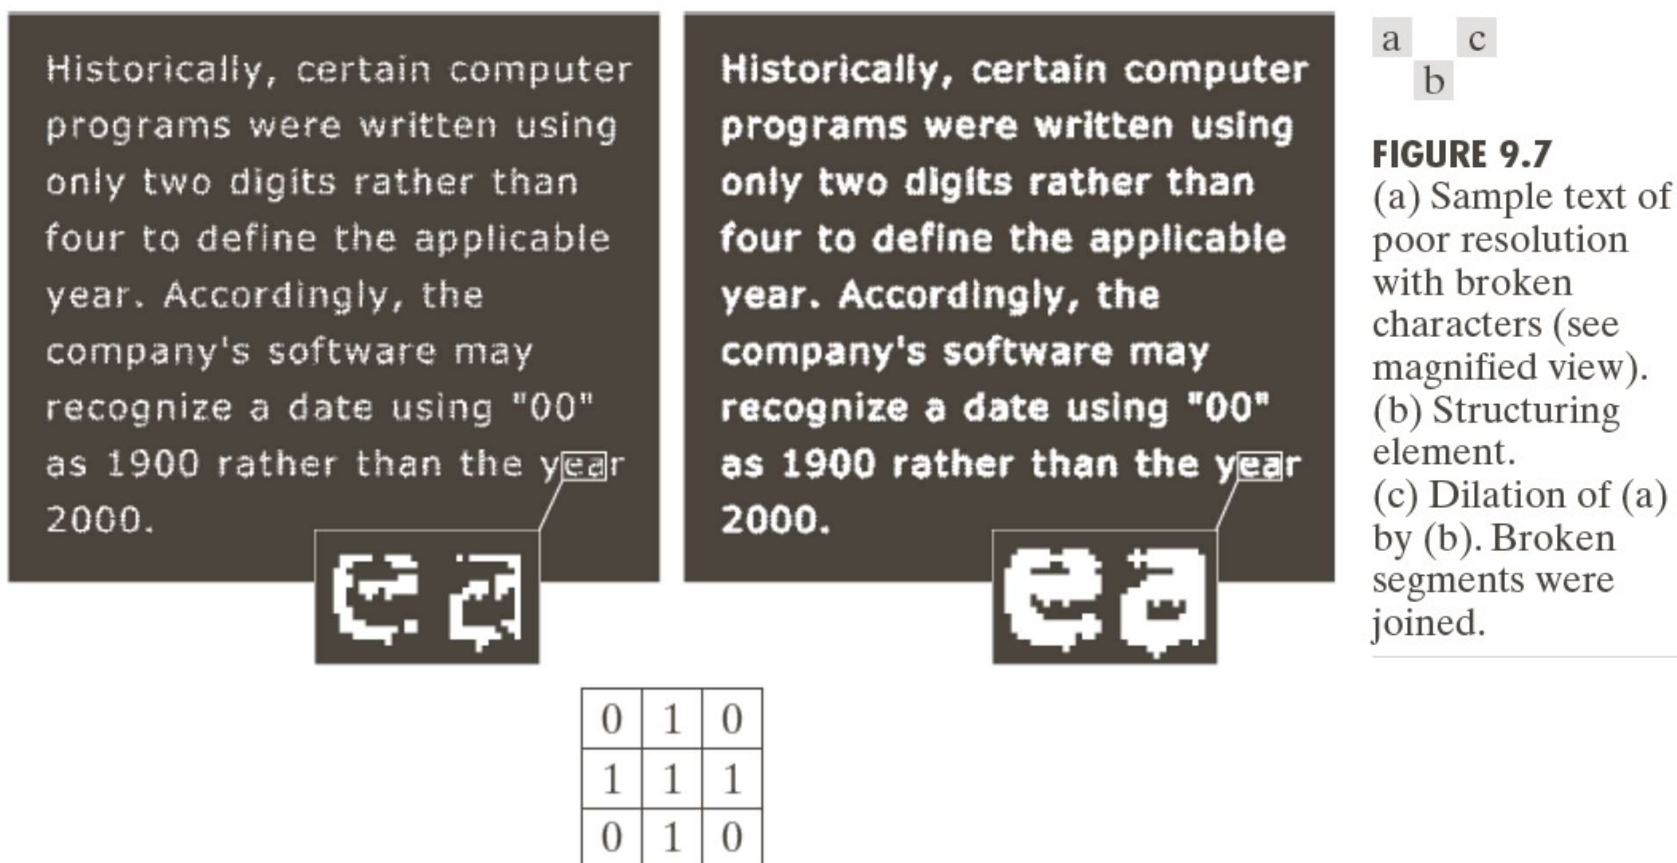 Historically, certain computer
programs were written using
only two digits rather than
four to define the applicable
year. Accordingly, the
company's software may
recognize a date using "00"
as 1900 rather than the year
2000.
e a
Historically, certain computer
programs were written using
only two digits rather than
four to define the applicable
year. Accordingly, the
company's software may
recognize a date using "00"
as 1900 rather than the year
2000.
e a
0 1 0
1 1 1
0 1 0
a c
b
FIGURE 9.7
(a) Sample text of
poor resolution
with broken
characters (see
magnified view).
(b) Structuring
element.
(c) Dilation of (a)
by (b). Broken
segments were
joined.